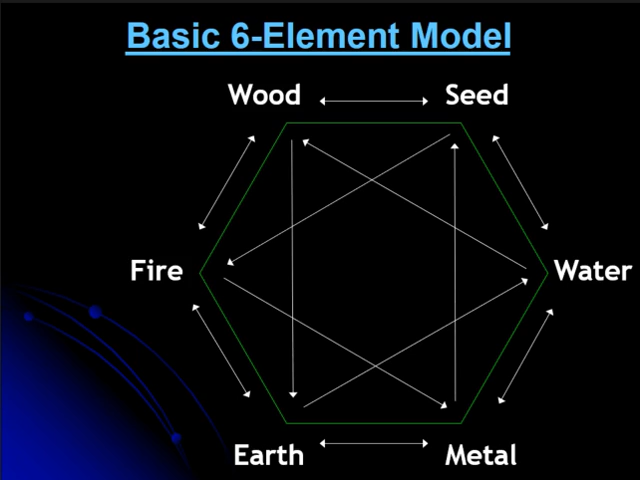 Basic 6-Element Model
Wood
Seed
Fire
Water
Earth
Metal